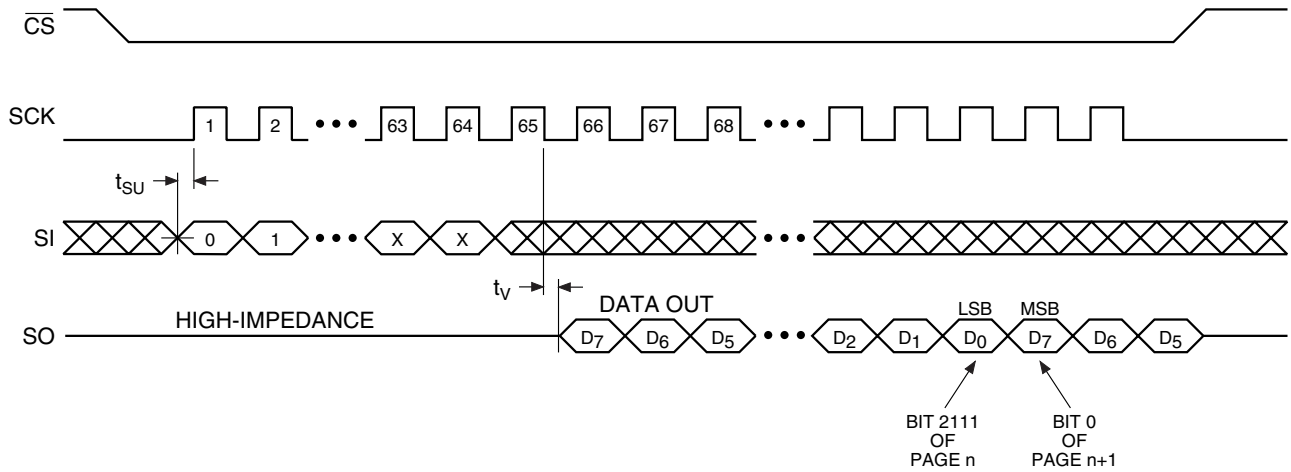 CS
SCK 1 2 ••• 63 64 65 66 67 68 •••
tSU
SI 0 1 ••• X X •••
tV
DATA OUT
HIGH-IMPEDANCE
LSB MSB
SO D7 D6 D5 ••• D2 D1 D0 D7 D6 D5
BIT 2111
OF
PAGE n
BIT 0
OF
PAGE n+1